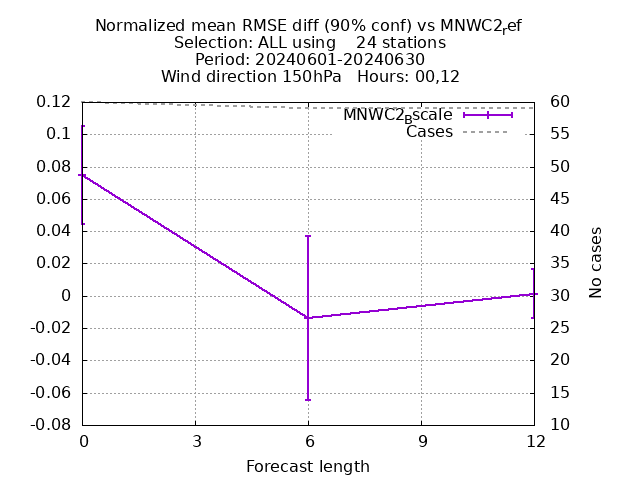 Normalized mean RMSE diff (90% conf) vs MNWC2ref
Selection: ALL using 24 stations
Period: 20240601-20240630
Wind direction 150hPa Hours: 00,12
0.12
0.1
0.08
0.06
0.04
0.02
0
-0.02
-0.04
-0.06
-0.08
60
55
50
45
40
35
30
25
20
15
10
MNWC2Bscale
Cases
No cases
0 3 6 9 12
Forecast length